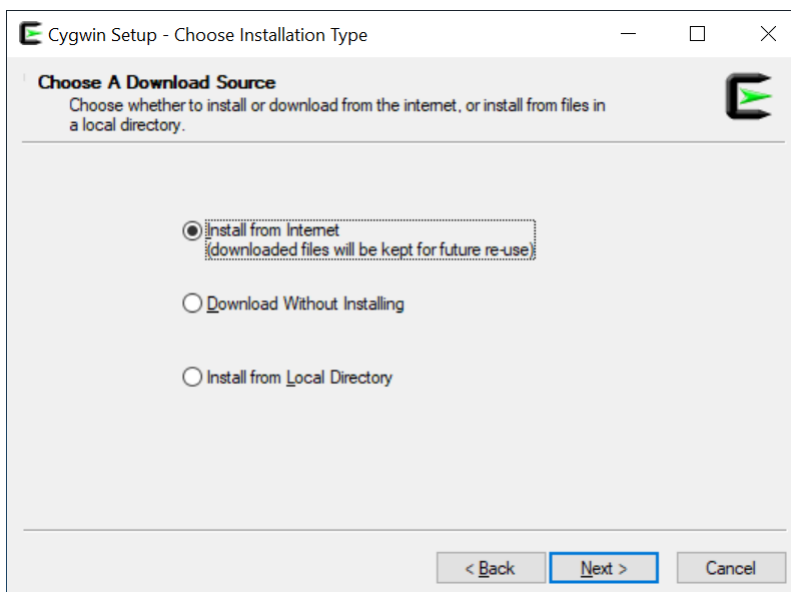 Cygwin Setup - Choose Installation Type
Choose A Download Source
Choose whether to install or download from the internet, or install from files in
a local directory.
Install from Internet
(downloaded files will be kept for future re-use)
Download Without Installing
Install from Local Directory
< Back
Next >
Cancel